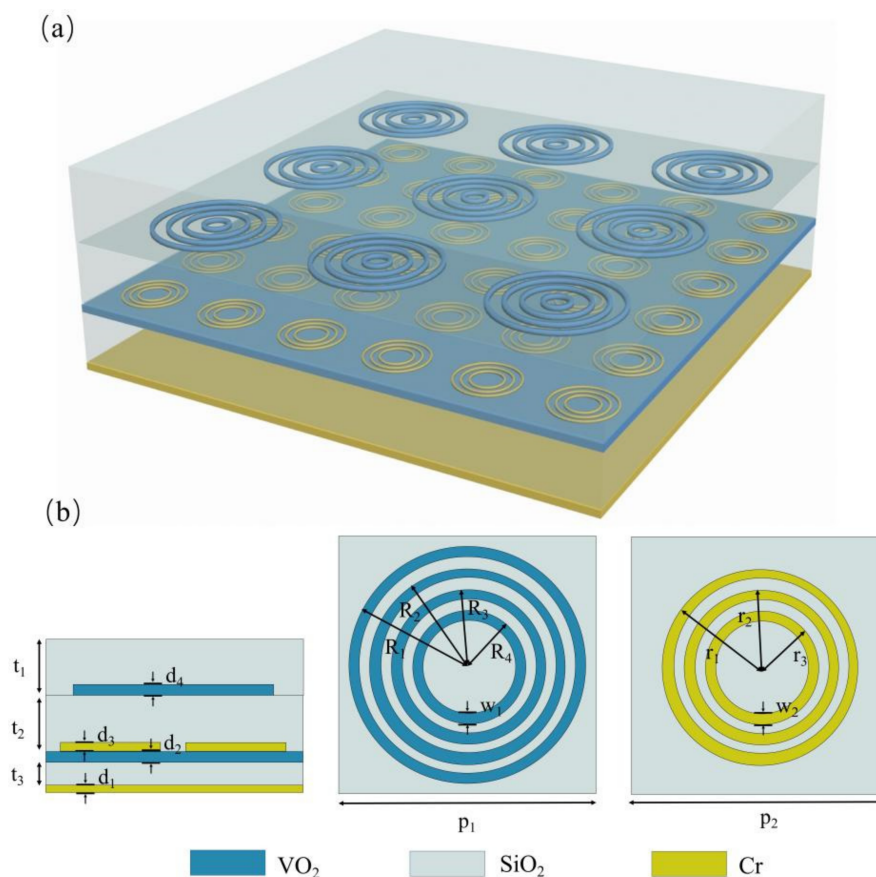 (a)
(b)
t₁
t₂
t₃
d₄
d₃
d₂
d₁
R₁
R₂
R₃
R₄
w₁
p₁
r₁
r₂
r₃
w₂
p₂
VO₂
SiO₂
Cr